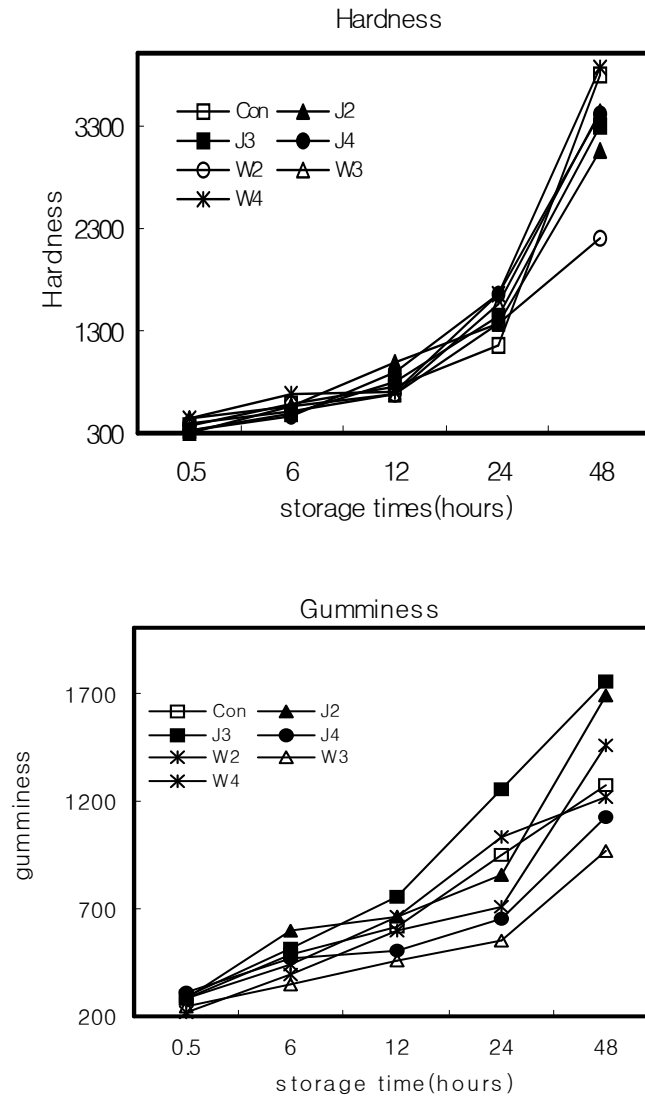 Hardness
Con J2
J3 J4
W2 W3
W4
3300
2300
1300
300
Hardness
0.5 6 12 24 48
storage times(hours)
Gumminess
Con J2
J3 J4
W2 W3
W4
1700
1200
700
200
gumminess
0.5 6 12 24 48
storage time(hours)